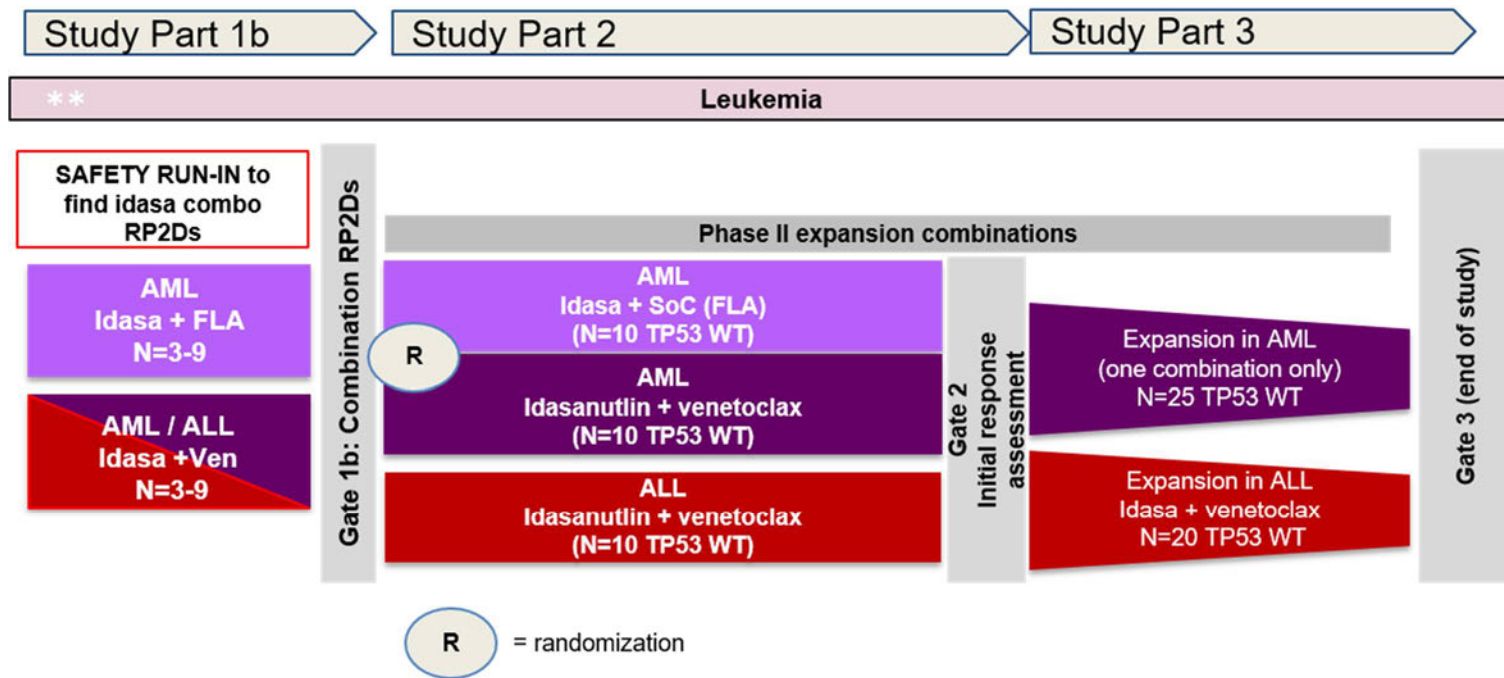 Study Part 1b
Study Part 2
Study Part 3
**
Leukemia
SAFETY RUN-IN to
find idasa combo
RP2Ds
AML
Idasa + FLA
N=3-9
AML / ALL
Idasa +Ven
N=3-9
Gate 1b: Combination RP2Ds
Phase II expansion combinations
R
AML
Idasa + SoC (FLA)
(N=10 TP53 WT)
AML
Idasanutlin + venetoclax
(N=10 TP53 WT)
ALL
Idasanutlin + venetoclax
(N=10 TP53 WT)
Gate 2
Initial response
assessment
Expansion in AML
(one combination only)
N=25 TP53 WT
Expansion in ALL
Idasa + venetoclax
N=20 TP53 WT
Gate 3 (end of study)
R = randomization